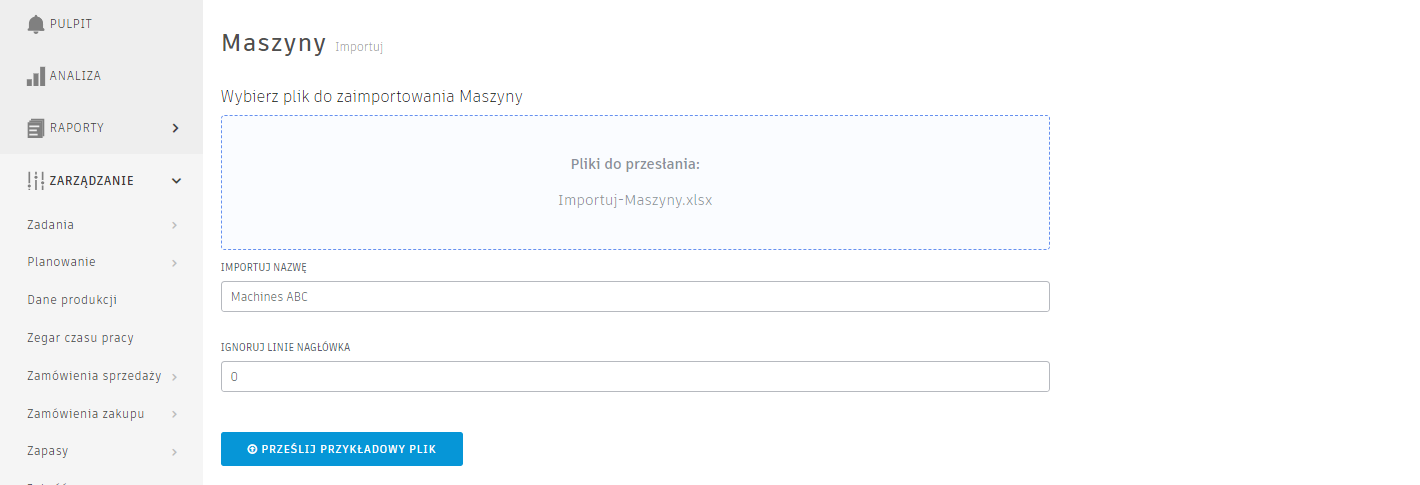 PULPIT
ANALIZA
RAPORTY
ZARZĄDZANIE
Zadania
Planowanie
Dane produkcji
Zegar czasu pracy
Zamówienia sprzedaży
Zamówienia zakupu
Zapasy
Maszyny Importuj
Wybierz plik do zaimportowania Maszyny
Pliki do przesłania:
Importuj-Maszyny.xlsx
IMPORTUJ NAZWĘ
Machines ABC
IGNORUJ LINIE NAGŁÓWKA
0
PRZEŚLIJ PRZYKŁADOWY PLIK